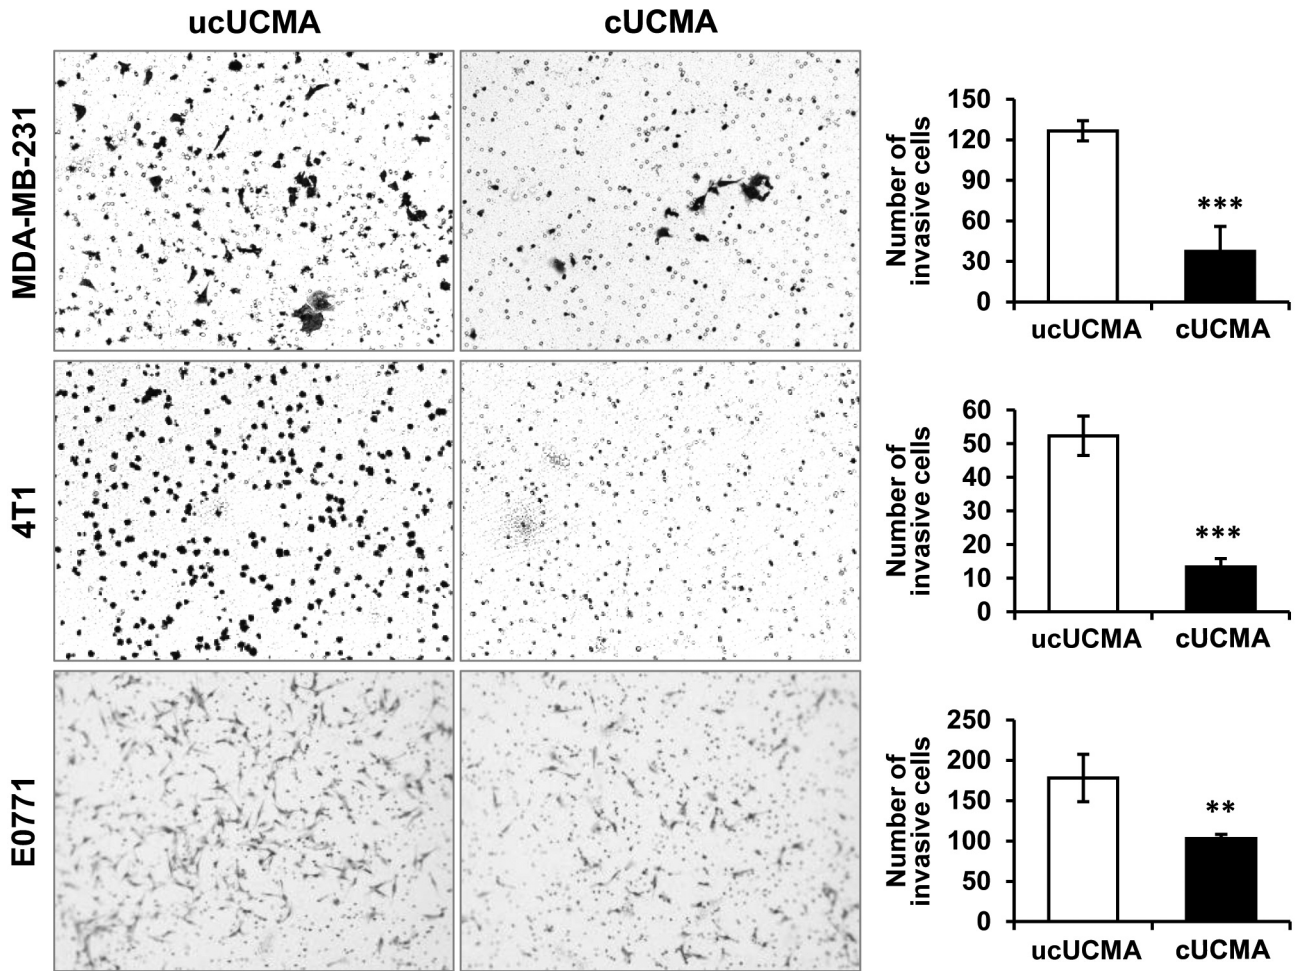 ucUCMA
cUCMA
MDA-MB-231
Number of
invasive cells
150
120
90
60
30
0
***
ucUCMA
cUCMA
4T1
Number of
invasive cells
60
50
40
30
20
10
0
***
ucUCMA
cUCMA
E0771
Number of
invasive cells
250
200
150
100
50
0
**
ucUCMA
cUCMA